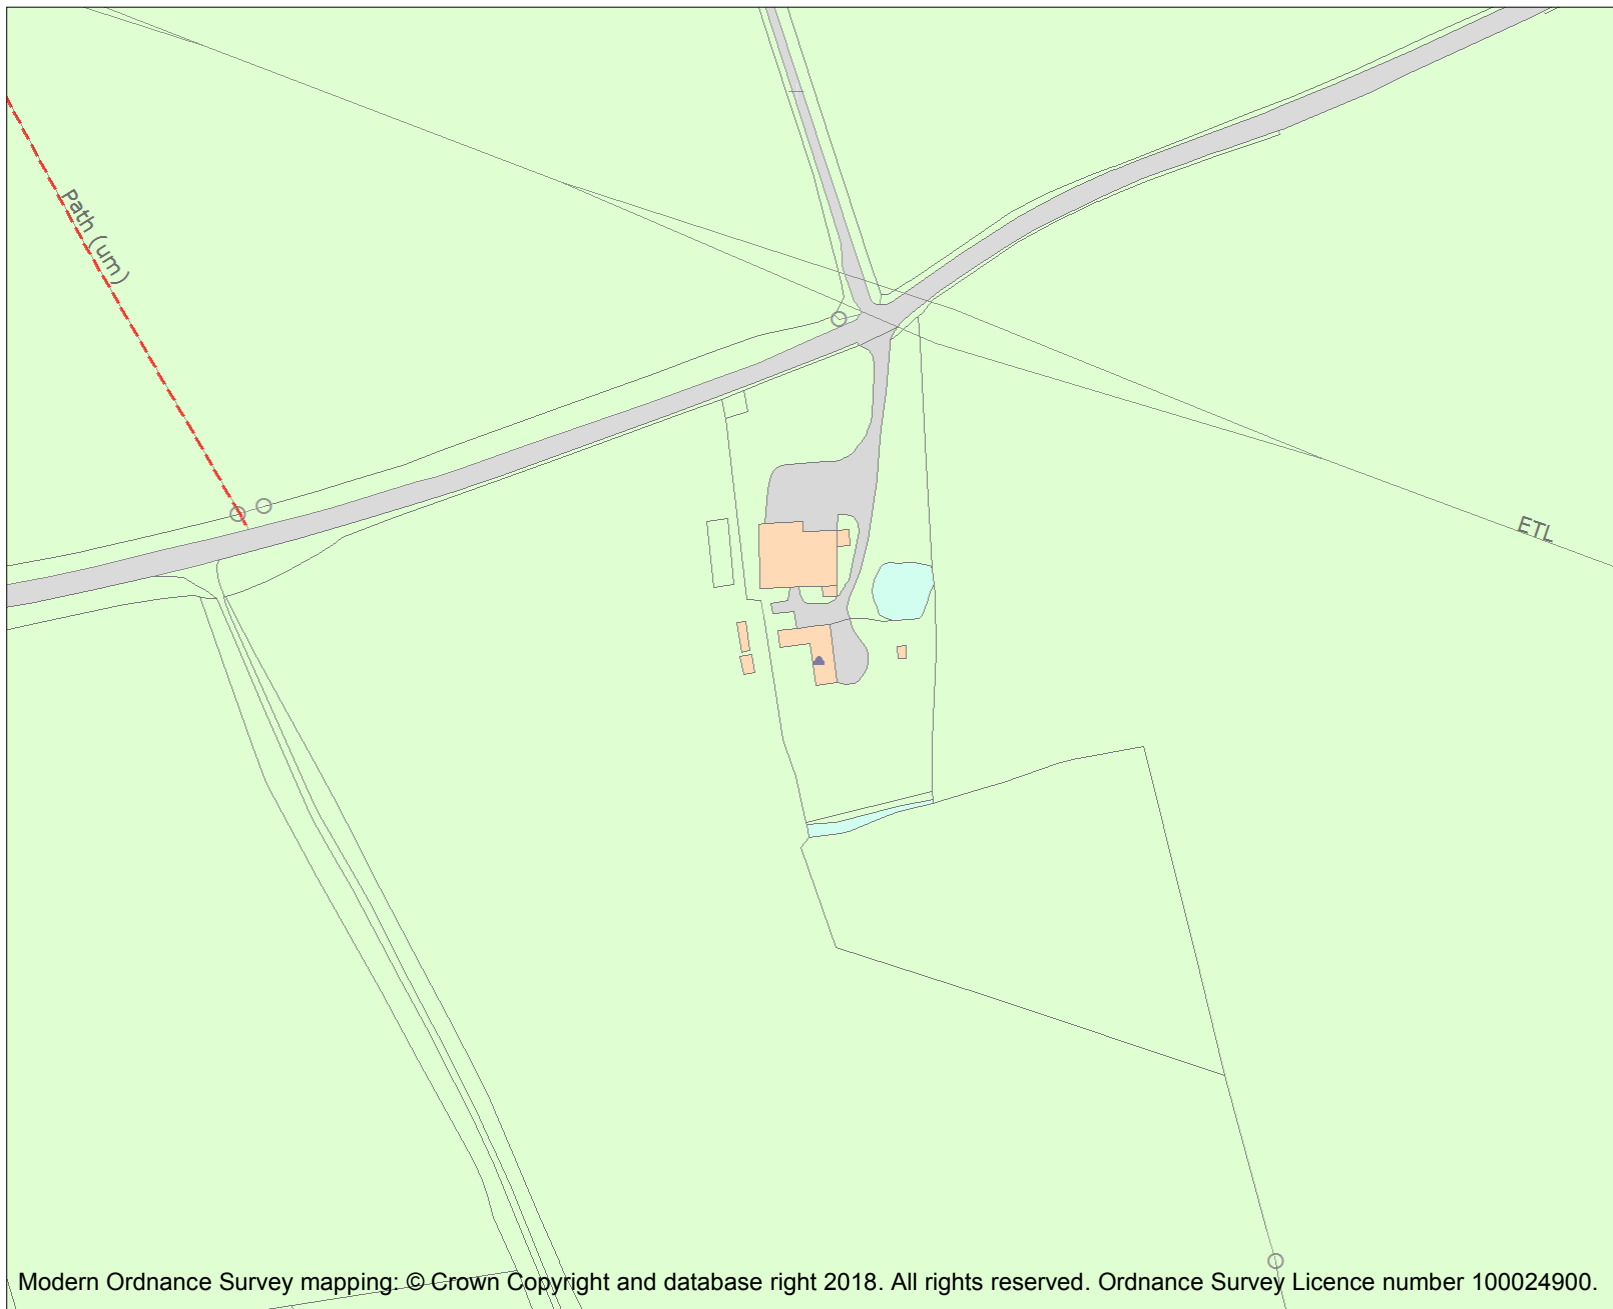 Path (um)
ETL
Modern Ordnance Survey mapping: © Crown Copyright and database right 2018. All rights reserved. Ordnance Survey Licence number 100024900.